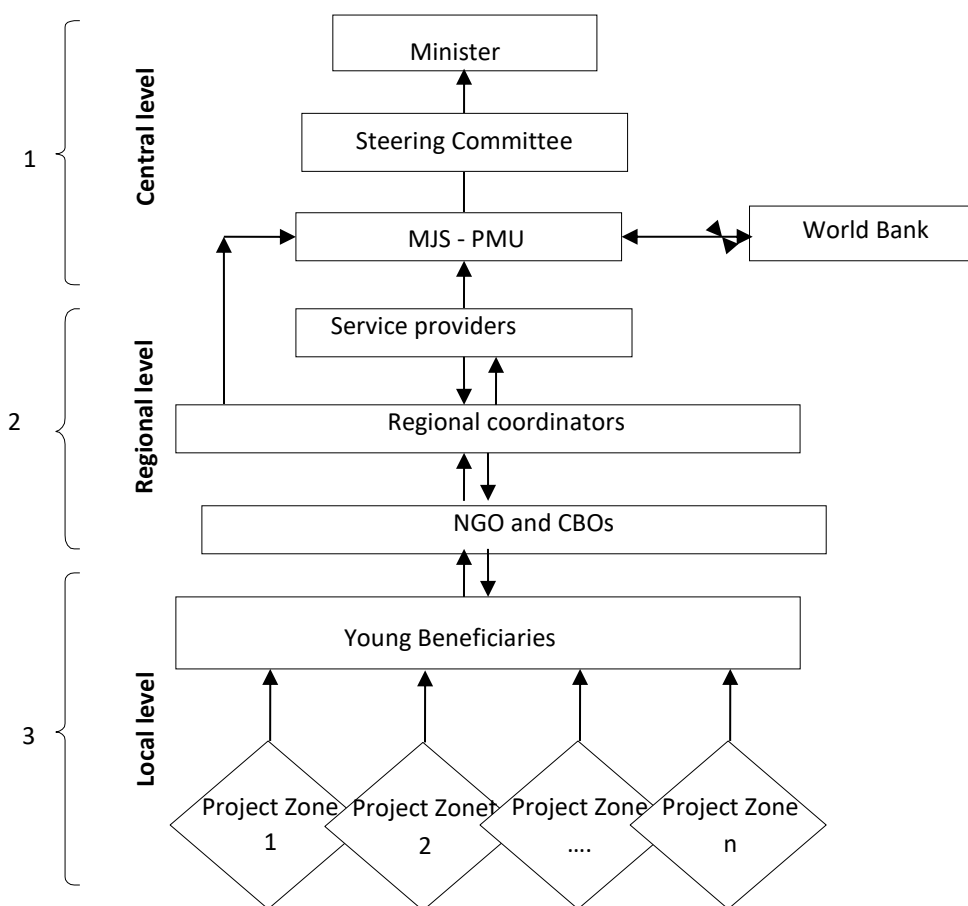 Minister
Central level
Steering Committee
1
MJS - PMU
World Bank
Service providers
Regional level
2
Regional coordinators
NGO and CBOs
Young Beneficiaries
Local level
3
Project Zone
1
Project Zonet
2
Project Zone
....
Project Zone
n